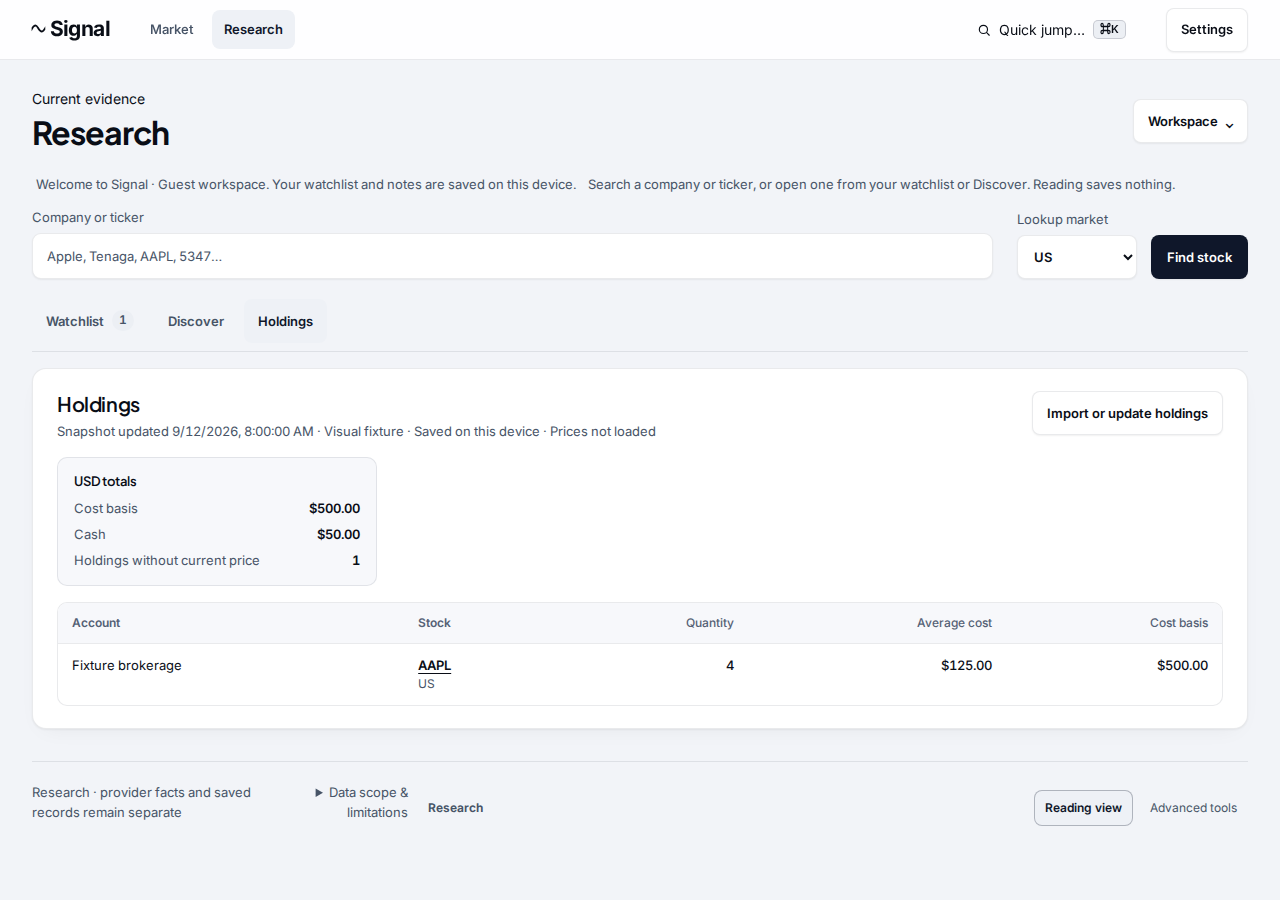 Signal Market Research Quick jump... ⌘K Settings
Current evidence
Research
Workspace
Welcome to Signal · Guest workspace. Your watchlist and notes are saved on this device. Search a company or ticker, or open one from your watchlist or Discover. Reading saves nothing.
Company or ticker
Lookup market
Apple, Tenaga, AAPL, 5347...
US
Find stock
Watchlist 1 Discover Holdings
Holdings
Import or update holdings
Snapshot updated 9/12/2026, 8:00:00 AM · Visual fixture · Saved on this device · Prices not loaded
USD totals
Cost basis $500.00
Cash $50.00
Holdings without current price 1
Account Stock Quantity Average cost Cost basis
Fixture brokerage AAPL 4 $125.00 $500.00
US
Research · provider facts and saved
records remain separate
Data scope &
limitations
Research
Reading view
Advanced tools